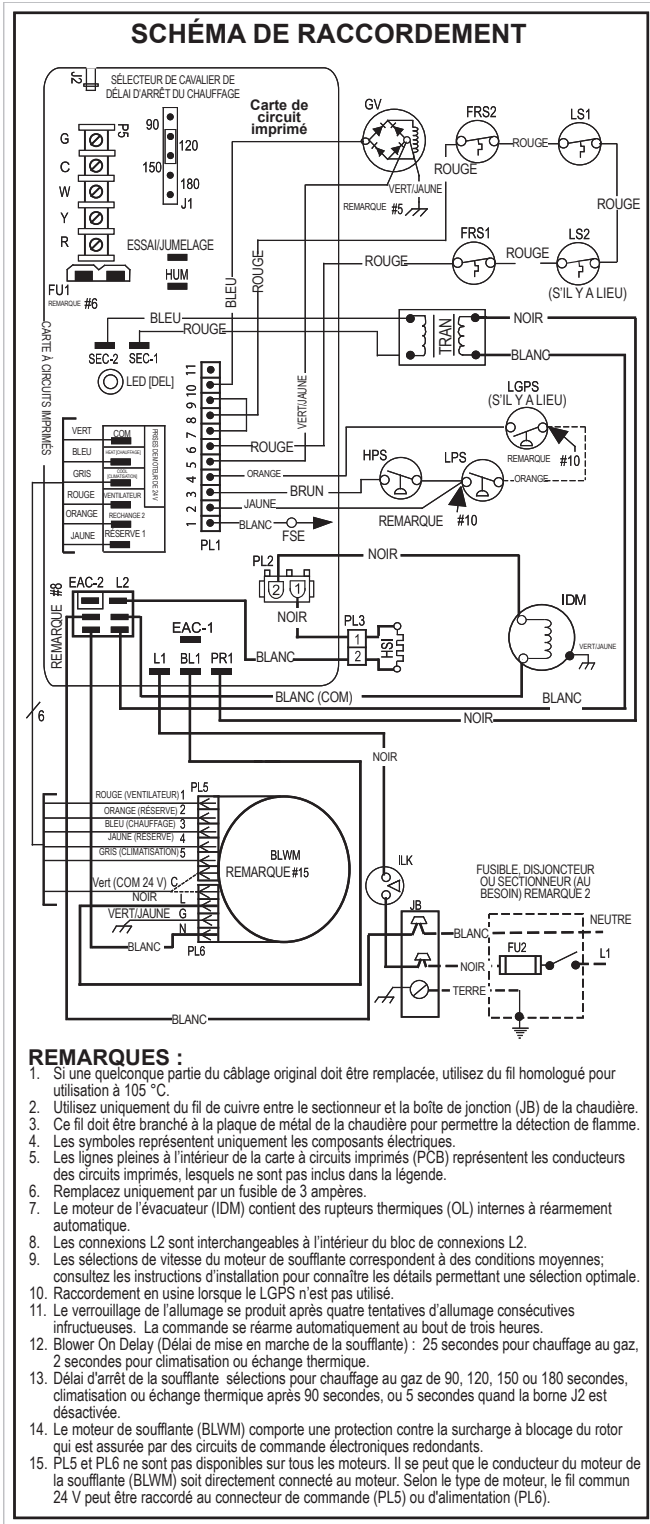 SCHÉMA DE RACCORDEMENT
J2
SÉLECTEUR DE CAVALIER DE
DÉLAI D'ARRÊT DU CHAUFFAGE
Carte de
circuit
imprimé
P5
G
C
W
Y
R
90
120
150
180
J1
FU1
REMARQUE #6
ESSAI/JUMELAGE
HUM
GV
VERT/JAUNE
REMARQUE #5
FRS2
ROUGE
LS1
ROUGE
ROUGE
FRS1
ROUGE
LS2
(S'IL Y A LIEU)
ROUGE
BLEU
ROUGE
VERT/JAUNE
CARTE À CIRCUITS IMPRIMÉS
BLEU
ROUGE
SEC-2
SEC-1
LED [DEL]
TRAN
NOIR
BLANC
11
10
9
8
7
6
5
4
3
2
1
PL1
ROUGE
ORANGE
BRUN
JAUNE
BLANC
FSE
LGPS
(S'IL Y A LIEU)
REMARQUE #10
ORANGE
HPS
LPS
REMARQUE #10
VERT
COM
BLEU
HEAT [CHAUFFAGE]
GRIS
COOL
[CLIMATISATION]
ROUGE
VENTILATEUR
ORANGE
RECHANGE 2
JAUNE
RÉSERVE 1
PRISES DE MOTEUR DE 24 V
REMARQUE #8
EAC-2
L2
EAC-1
L1
BL1
PR1
PL2
2
1
NOIR
NOIR
PL3
1
2
HSI
BLANC
IDM
VERT/JAUNE
BLANC (COM)
BLANC
NOIR
6
NOIR
ROUGE (VENTILATEUR) 1
PL5
ORANGE (RÉSERVE) 2
BLEU (CHAUFFAGE) 3
JAUNE (RÉSERVE) 4
GRIS (CLIMATISATION) 5
BLWM
REMARQUE #15
Vert (COM 24 V) C
NOIR
L
VERT/JAUNE G
N
BLANC
PL6
BLANC
ILK
JB
FUSIBLE, DISJONCTEUR
OU SECTIONNEUR (AU
BESOIN) REMARQUE 2
NEUTRE
BLANC
FU2
L1
NOIR
TERRE
REMARQUES :
1. Si une quelconque partie du câblage original doit être remplacée, utilisez du fil homologué pour
utilisation à 105 °C.
2. Utilisez uniquement du fil de cuivre entre le sectionneur et la boîte de jonction (JB) de la chaudière.
3. Ce fil doit être branché à la plaque de métal de la chaudière pour permettre la détection de flamme.
4. Les symboles représentent uniquement les composants électriques.
5. Les lignes pleines à l'intérieur de la carte à circuits imprimés (PCB) représentent les conducteurs
des circuits imprimés, lesquels ne sont pas inclus dans la légende.
6. Remplacez uniquement par un fusible de 3 ampères.
7. Le moteur de l'évacuateur (IDM) contient des rupteurs thermiques (OL) internes à réarmement
automatique.
8. Les connexions L2 sont interchangeables à l'intérieur du bloc de connexions L2.
9. Les sélections de vitesse du moteur de soufflante correspondent à des conditions moyennes;
consultez les instructions d'installation pour connaître les détails permettant une sélection optimale.
10. Raccordement en usine lorsque le LGPS n'est pas utilisé.
11. Le verrouillage de l'allumage se produit après quatre tentatives d'allumage consécutives
infructueuses. La commande se réarme automatiquement au bout de trois heures.
12. Blower On Delay (Délai de mise en marche de la soufflante) : 25 secondes pour chauffage au gaz,
2 secondes pour climatisation ou échange thermique.
13. Délai d'arrêt de la soufflante sélections pour chauffage au gaz de 90, 120, 150 ou 180 secondes,
climatisation ou échange thermique après 90 secondes, ou 5 secondes quand la borne J2 est
désactivée.
14. Le moteur de soufflante (BLWM) comporte une protection contre la surcharge à blocage du rotor
qui est assurée par des circuits de commande électroniques redondants.
15. PL5 et PL6 ne sont pas disponibles sur tous les moteurs. Il se peut que le conducteur du moteur de
la soufflante (BLWM) soit directement connecté au moteur. Selon le type de moteur, le fil commun
24 V peut être raccordé au connecteur de commande (PL5) ou d'alimentation (PL6).